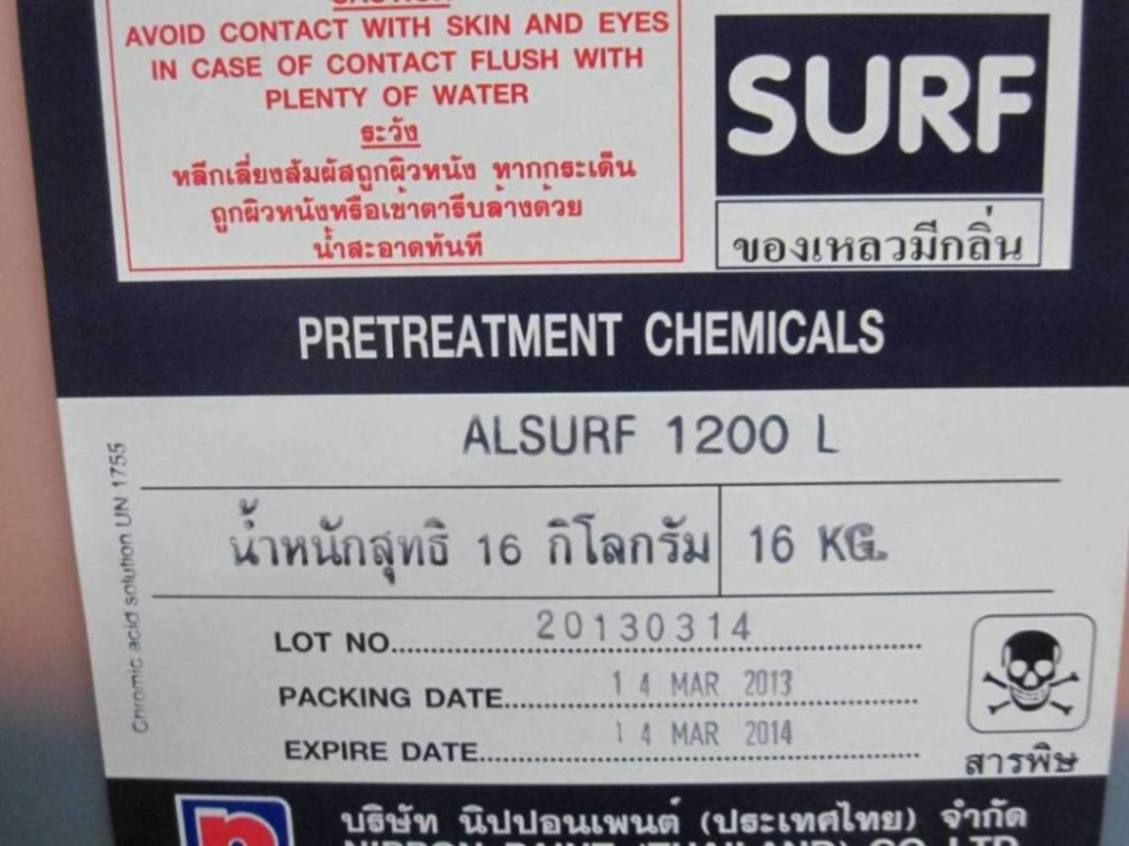 CAUTION
AVOID CONTACT WITH SKIN AND EYES
IN CASE OF CONTACT FLUSH WITH
PLENTY OF WATER
ระวัง
หลีกเลี่ยงสัมผัสถูกผิวหนัง หากกระเด็น
ถูกผิวหนังหรือเข้าตารีบล้างด้วย
น้ำสะอาดทันที
SURF
ของเหลวมีกลิ่น
PRETREATMENT CHEMICALS
ALSURF 1200 L
Chromic acid solution UN 1755
น้ำหนักสุทธิ 16 กิโลกรัม 16 KG.
LOT NO. 20130314
PACKING DATE 14 MAR 2013
EXPIRE DATE 14 MAR 2014
สารพิษ
บริษัท นิปปอนเพนต์ (ประเทศไทย) จำกัด
NIPPON PAINT (THAILAND) CO.,LTD.